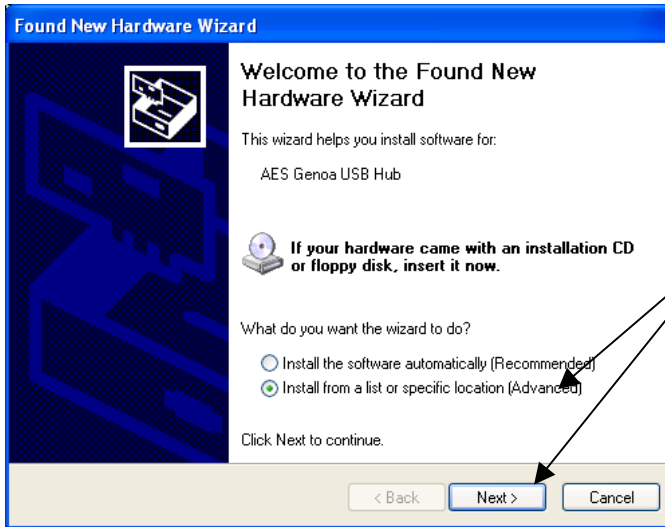 Found New Hardware Wizard
Welcome to the Found New
Hardware Wizard
This wizard helps you install software for:
AES Genoa USB Hub
If your hardware came with an installation CD
or floppy disk, insert it now.
What do you want the wizard to do?
Install the software automatically (Recommended)
Install from a list or specific location (Advanced)
Click Next to continue.
< Back Next > Cancel